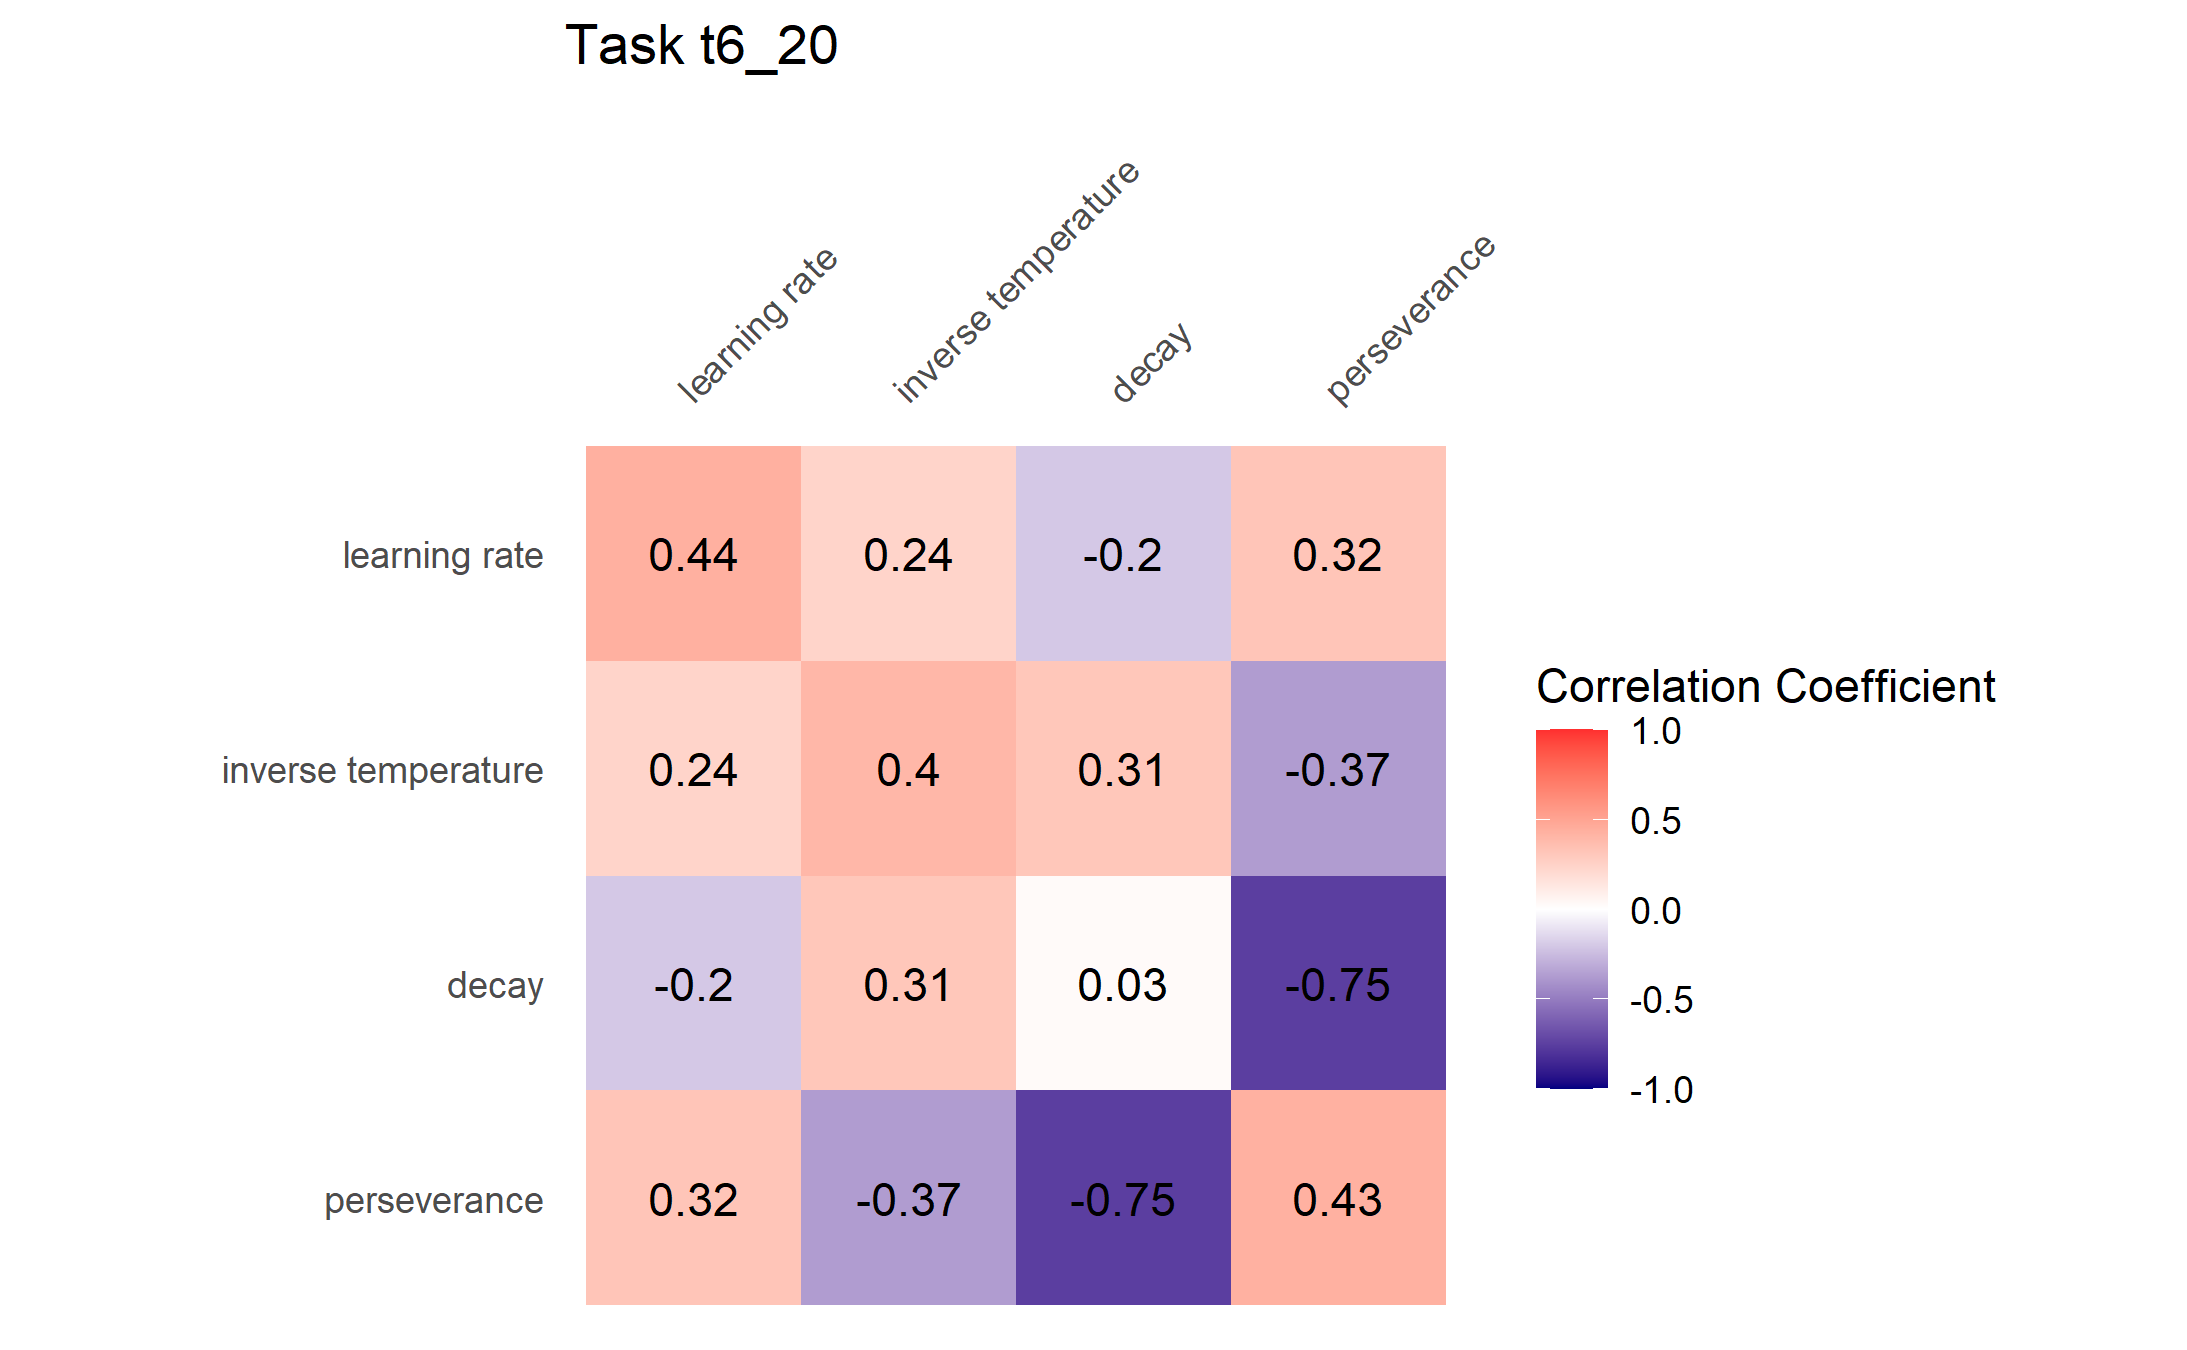 Task t6_20
learning rate
inverse temperature
decay
perseverance
learning rate 0.44 0.24 -0.2 0.32
inverse temperature 0.24 0.4 0.31 -0.37
decay -0.2 0.31 0.03 -0.75
perseverance 0.32 -0.37 -0.75 0.43
Correlation Coefficient
1.0
0.5
0.0
-0.5
-1.0